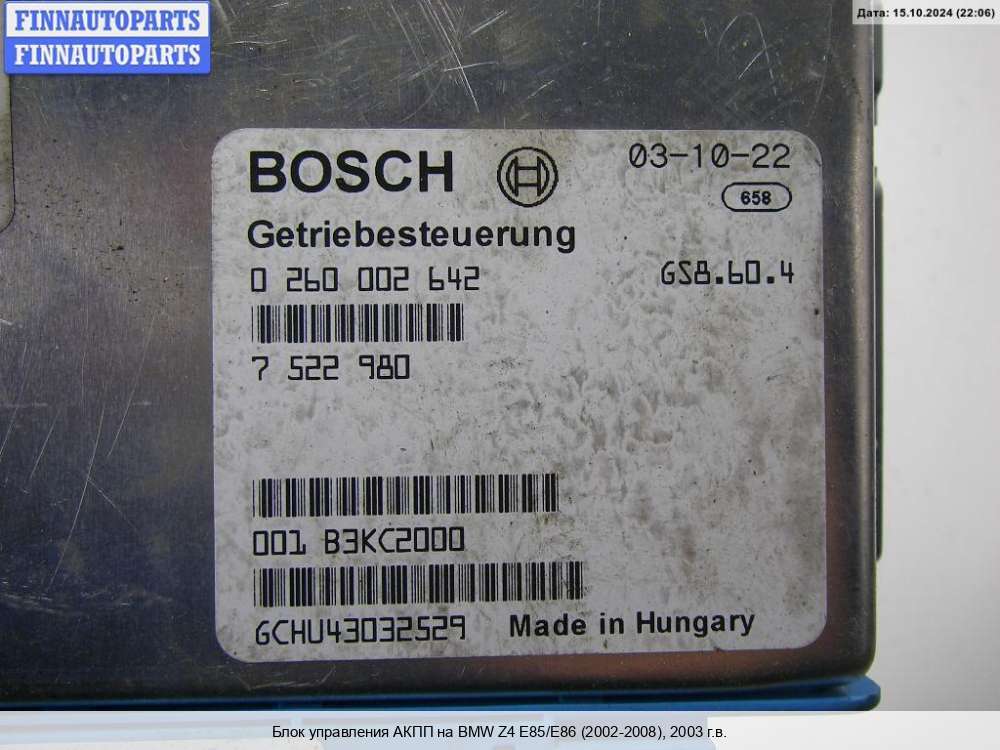 FINNAUTOPARTS
FINNAUTOPARTS
Дата: 15.10.2024 (22:06)
BOSCH
03-10-22
658
Getriebesteuerung
0 260 002 642
GS8.60.4
7 522 980
001 B3KC2000
GCHU43032529
Made in Hungary
Блок управления АКПП на BMW Z4 E85/E86 (2002-2008), 2003 г.в.